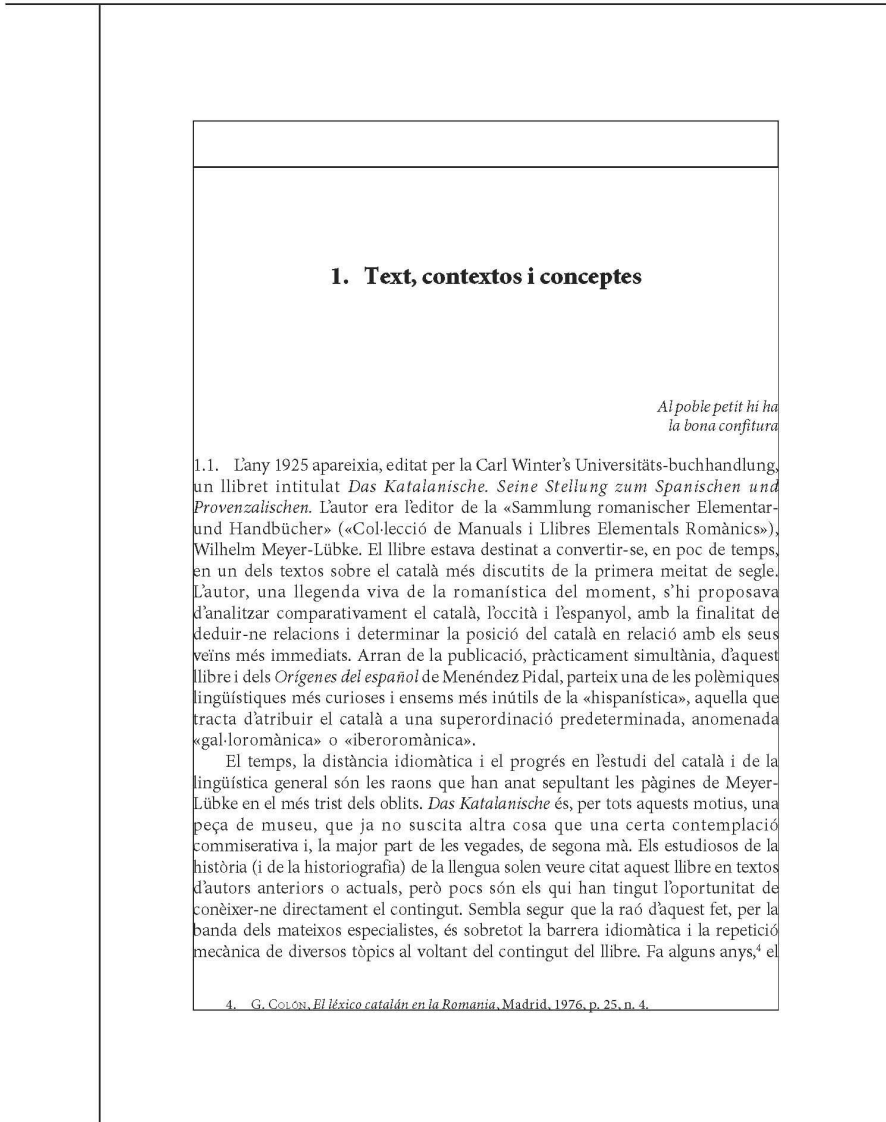 1. Text, contextos i conceptes
Al poble petit hi ha
la bona confitura
1.1. L’any 1925 apareixia, editat per la Carl Winter’s Universitäts-buchhandlung,
un llibret intitulat Das Katalanische. Seine Stellung zum Spanischen und
Provenzalischen. L’autor era l’editor de la «Sammlung romanischer Elementar-
und Handbücher» («Col·lecció de Manuals i Llibres Elementals Romànics»),
Wilhelm Meyer-Lübke. El llibre estava destinat a convertir-se, en poc de temps,
en un dels textos sobre el català més discutits de la primera meitat de segle.
L’autor, una llegenda viva de la romanística del moment, s’hi proposava
d’analitzar comparativament el català, l’occità i l’espanyol, amb la finalitat de
deduir-ne relacions i determinar la posició del català en relació amb els seus
veïns més immediats. Arran de la publicació, pràcticament simultània, d’aquest
llibre i dels Orígenes del español de Menéndez Pidal, parteix una de les polèmiques
lingüístiques més curioses i ensems més inútils de la «hispanística», aquella que
tracta d’atribuir el català a una superordinació predeterminada, anomenada
«gal·loromànica» o «iberoromànica».
El temps, la distància idiomàtica i el progrés en l’estudi del català i de la
lingüística general són les raons que han anat sepultant les pàgines de Meyer-
Lübke en el més trist dels oblits. Das Katalanische és, per tots aquests motius, una
peça de museu, que ja no suscita altra cosa que una certa contemplació
commiserativa i, la major part de les vegades, de segona mà. Els estudiosos de la
història (i de la historiografia) de la llengua solen veure citat aquest llibre en textos
d’autors anteriors o actuals, però pocs són els qui han tingut l’oportunitat de
conèixer-ne directament el contingut. Sembla segur que la raó d’aquest fet, per la
banda dels mateixos especialistes, és sobretot la barrera idiomàtica i la repetició
mecànica de diversos tòpics al voltant del contingut del llibre. Fa alguns anys,⁴ el
4. G. Colón, El léxico catalán en la Romania, Madrid, 1976, p. 25, n. 4.